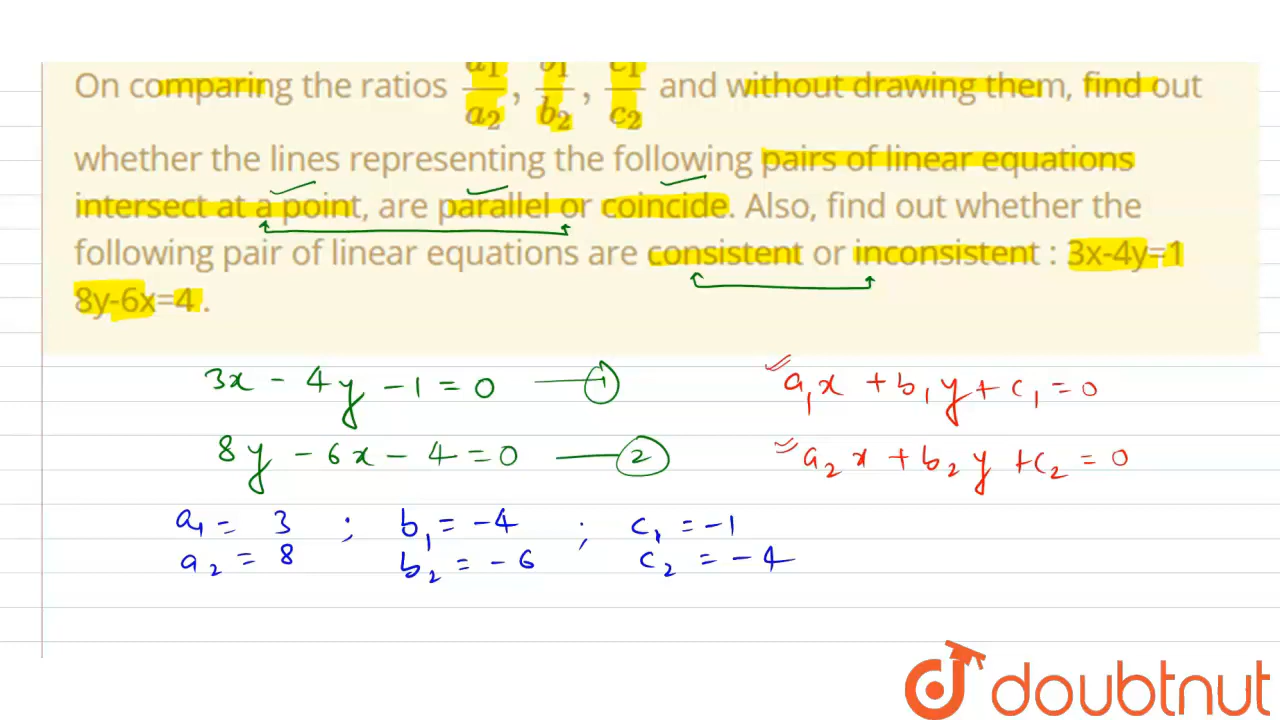 On comparing the ratios a1/a2, b1/b2, c1/c2 and without drawing them, find out
whether the lines representing the following pairs of linear equations
intersect at a point, are parallel or coincide. Also, find out whether the
following pair of linear equations are consistent or inconsistent : 3x-4y=1
8y-6x=4 .
3x - 4y - 1 = 0 — 1
a₁x + b₁y + c₁ = 0
8y - 6x - 4 = 0 — 2
a₂x + b₂y + c₂ = 0
a₁ = 3 ; b₁ = -4 ; c₁ = -1
a₂ = 8 b₂ = -6 c₂ = -4
doubtnut